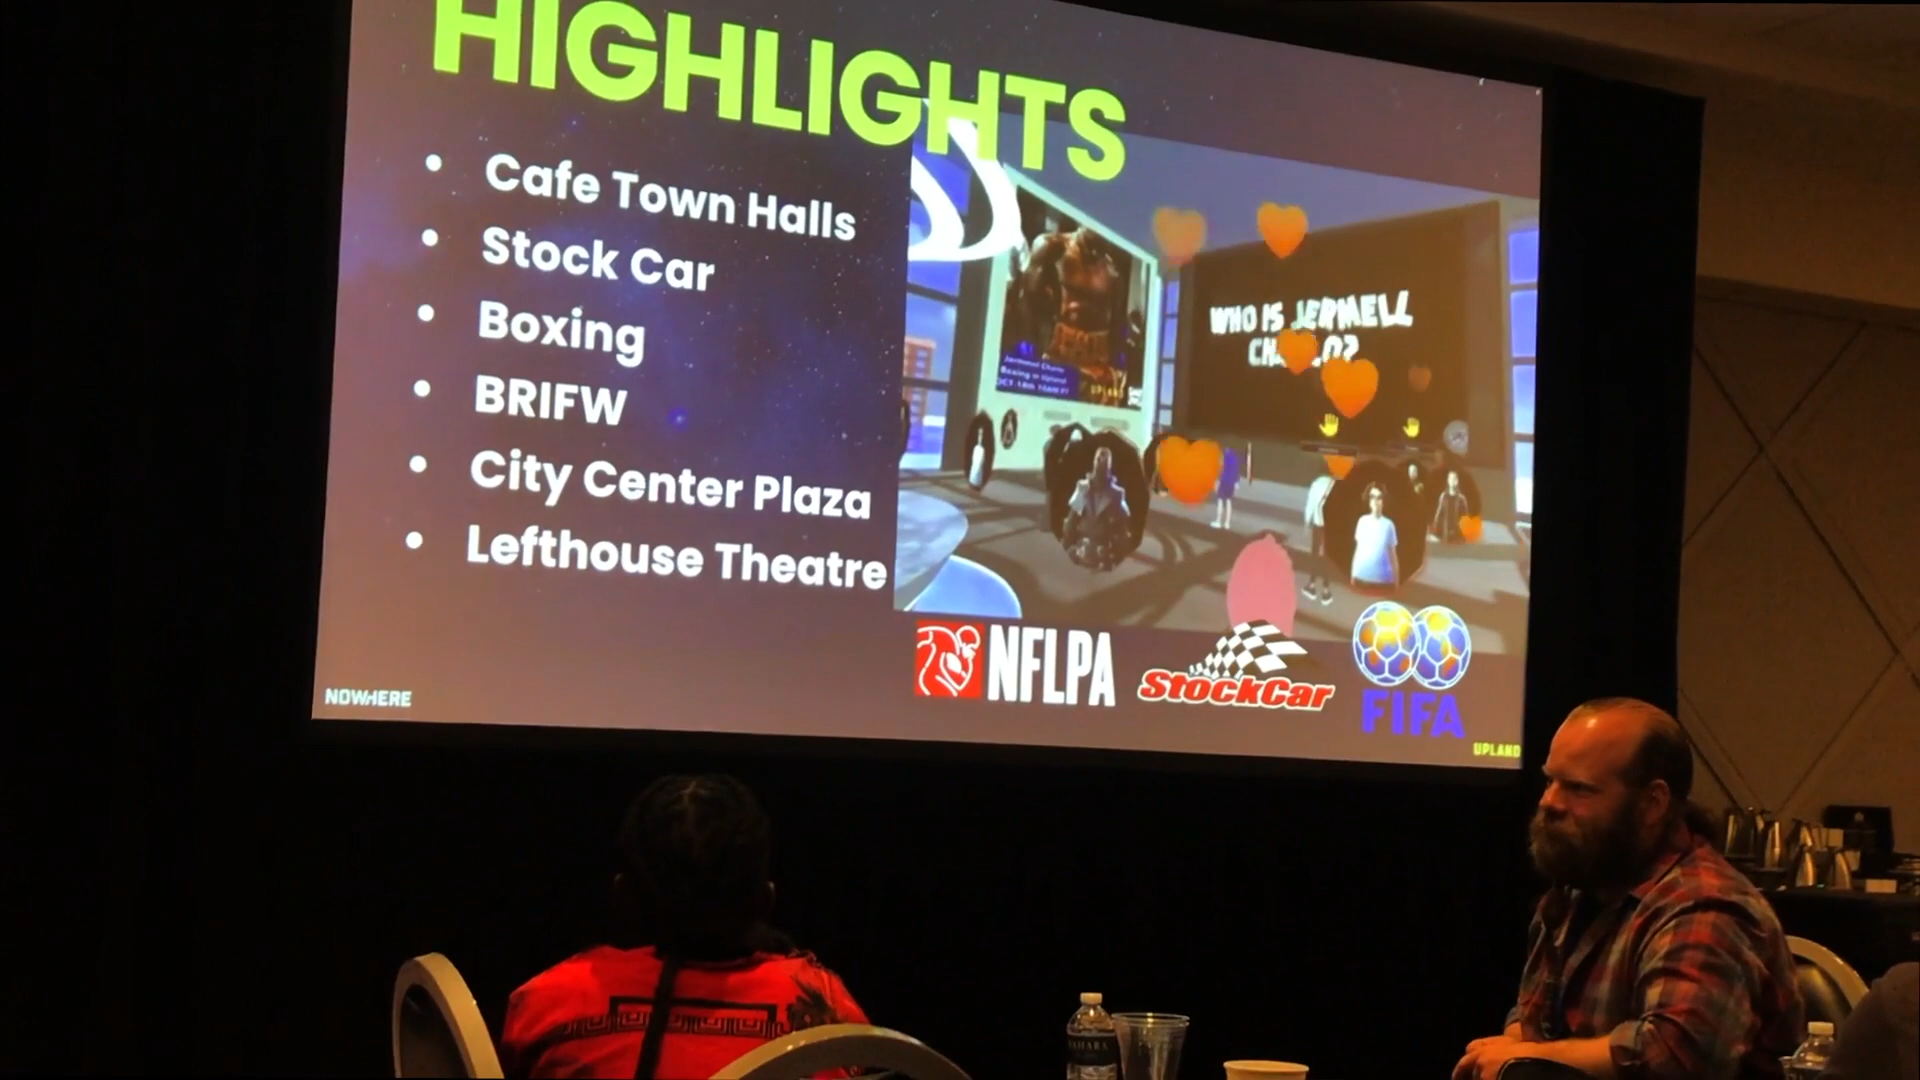 HIGHLIGHTS
• Cafe Town Halls
• Stock Car
• Boxing
• BRIFW
• City Center Plaza
• Lefthouse Theatre
WHO IS JERMELL
UPLAND
NFLPA
StockCar
FIFA
NOWHERE
UPLAND